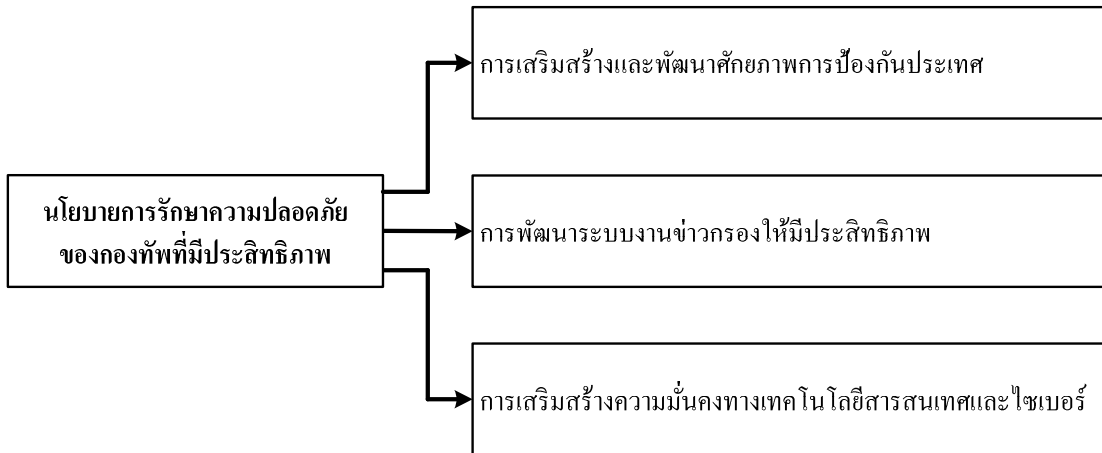 การเสริมสร้างและพัฒนาศักยภาพการป้องกันประเทศ
นโยบายการรักษาความปลอดภัย
ของกองทัพที่มีประสิทธิภาพ
การพัฒนาระบบงานข่าวกรองให้มีประสิทธิภาพ
การเสริมสร้างความมั่นคงทางเทคโนโลยีสารสนเทศและไซเบอร์